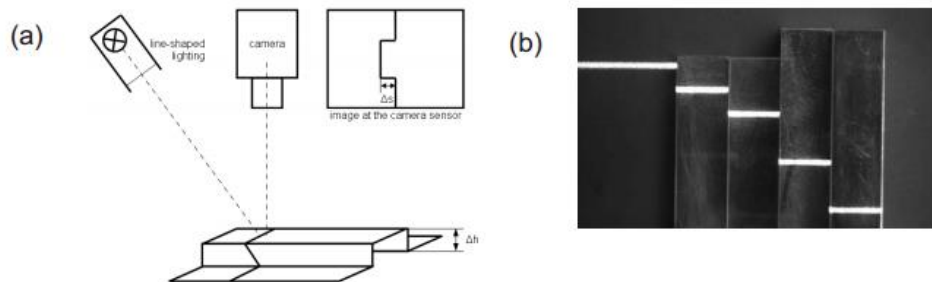 (a)
line-shaped
lighting
camera
Δs
image at the camera sensor
Δh
(b)